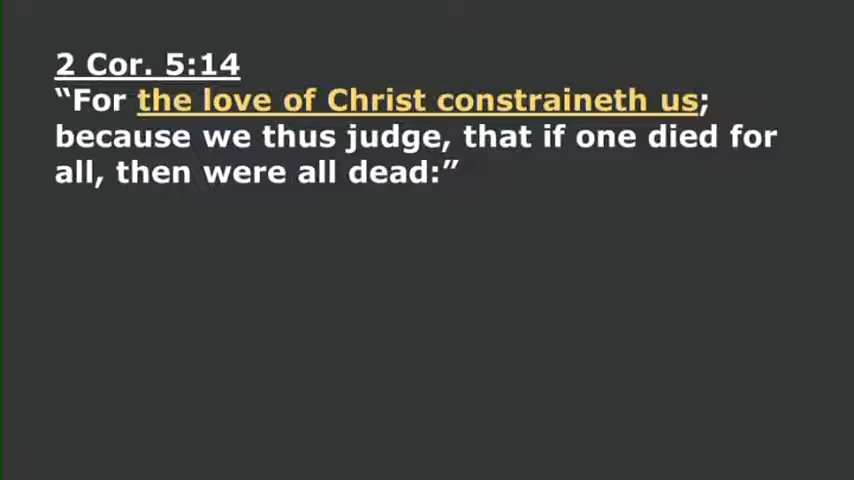 2 Cor. 5:14
“For the love of Christ constraineth us;
because we thus judge, that if one died for
all, then were all dead:”